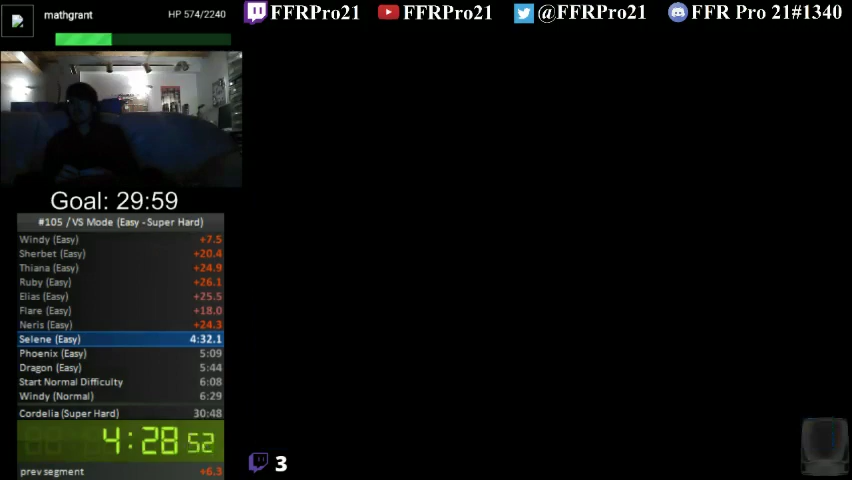 mathgrant
HP 574/2240
FFRPro21
FFRPro21
@FFRPro21
FFR Pro 21#1340
Goal: 29:59
#105 / VS Mode (Easy - Super Hard)
Windy (Easy) +7.5
Sherbet (Easy) +20.4
Thiana (Easy) +24.9
Ruby (Easy) +26.1
Elias (Easy) +25.5
Flare (Easy) +18.0
Neris (Easy) +24.3
Selene (Easy) 4:32.1
Phoenix (Easy) 5:09
Dragon (Easy) 5:44
Start Normal Difficulty 6:08
Windy (Normal) 6:29
Cordelia (Super Hard) 30:48
4:28 52
prev segment +6.3
3